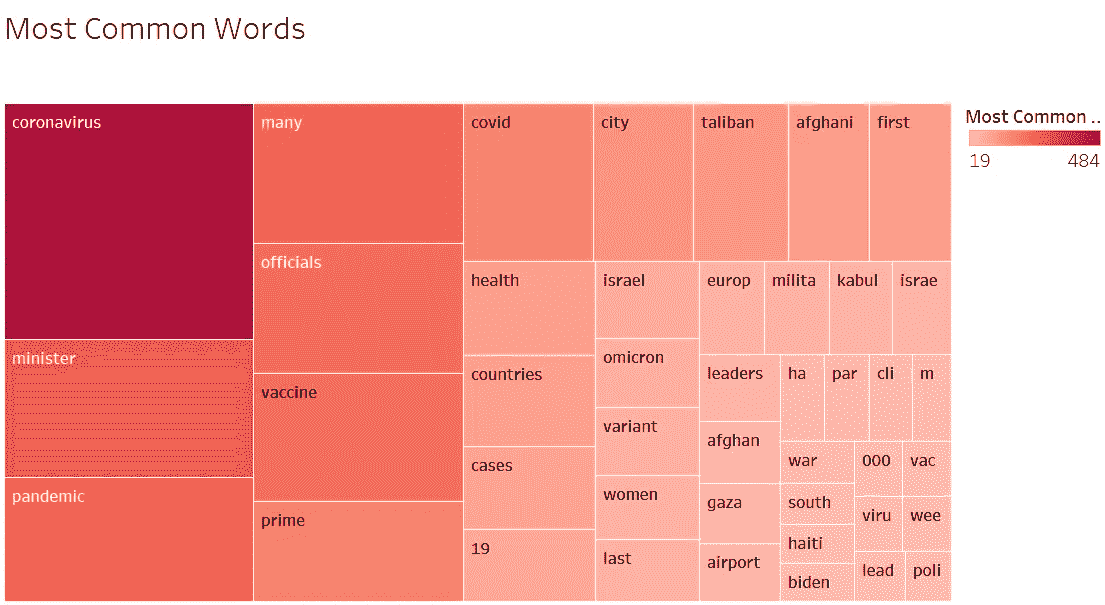 Most Common Words
coronavirus
minister
pandemic
many
officials
vaccine
prime
covid
city
taliban
afghani
first
health
countries
cases
19
israel
omicron
variant
women
last
europ
milita
kabul
israe
leaders
afghan
gaza
airport
ha
par
cli
m
war
south
haiti
biden
000
vac
viru
wee
lead
poli
Most Common ..
19 484